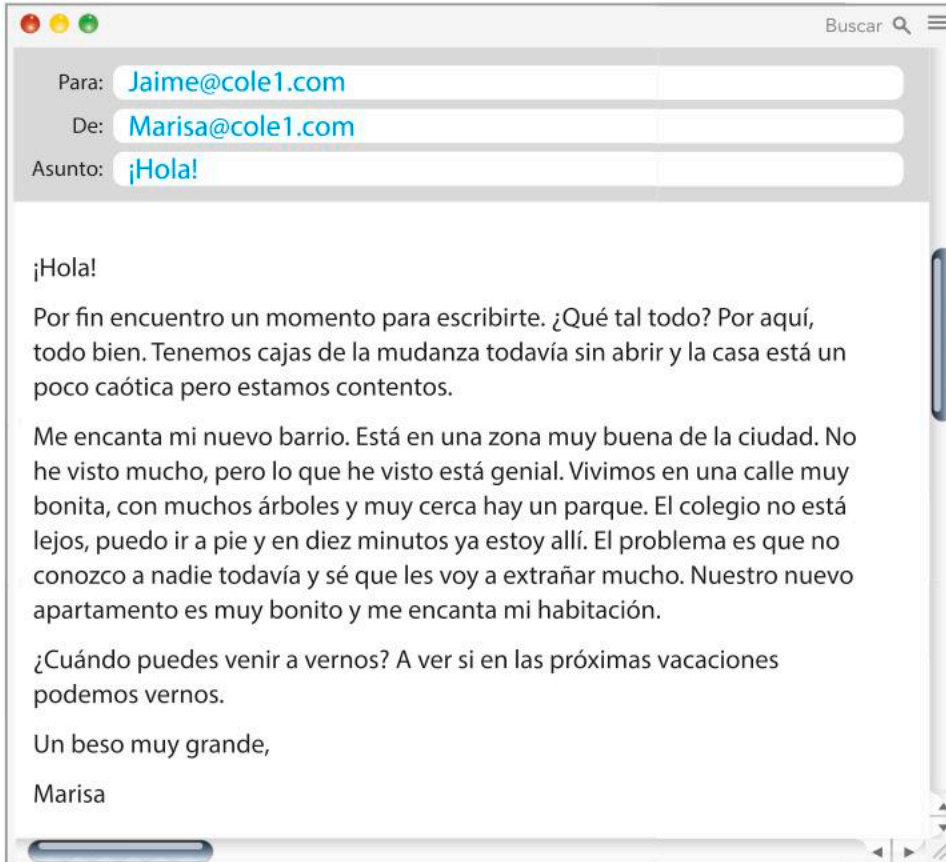 Buscar
Para: Jaime@cole1.com
De: Marisa@cole1.com
Asunto: ¡Hola!
¡Hola!
Por fin encuentro un momento para escribirte. ¿Qué tal todo? Por aquí,
todo bien. Tenemos cajas de la mudanza todavía sin abrir y la casa está un
poco caótica pero estamos contentos.
Me encanta mi nuevo barrio. Está en una zona muy buena de la ciudad. No
he visto mucho, pero lo que he visto está genial. Vivimos en una calle muy
bonita, con muchos árboles y muy cerca hay un parque. El colegio no está
lejos, puedo ir a pie y en diez minutos ya estoy allí. El problema es que no
conozco a nadie todavía y sé que les voy a extrañar mucho. Nuestro nuevo
apartamento es muy bonito y me encanta mi habitación.
¿Cuándo puedes venir a vernos? A ver si en las próximas vacaciones
podemos vernos.
Un beso muy grande,
Marisa